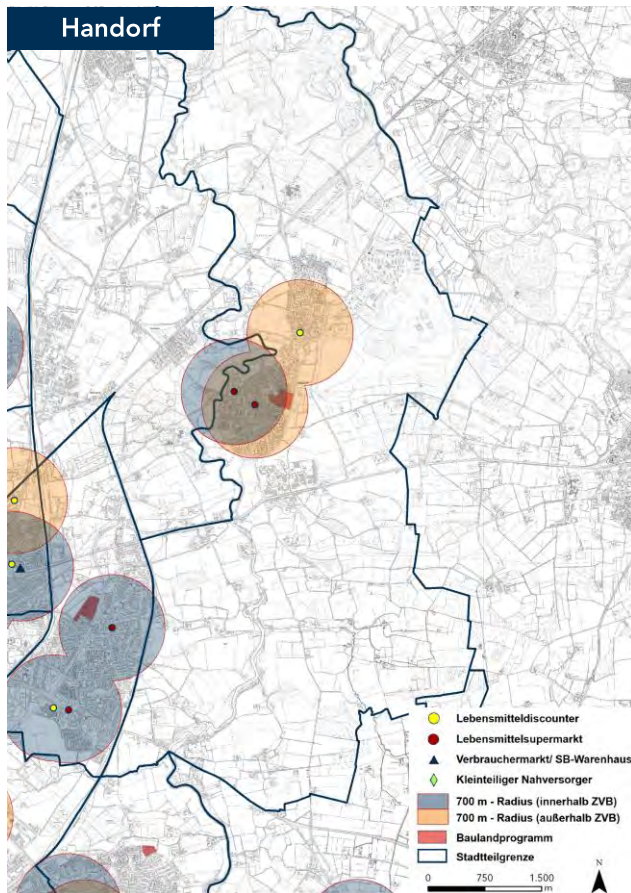 Handorf
Lebensmitteldiscounter
Lebensmittelsupermarkt
Verbrauchermarkt/ SB-Warenhaus
Kleinteiliger Nahversorger
700 m - Radius (innerhalb ZVB)
700 m - Radius (außerhalb ZVB)
Baulandprogramm
Stadtteilgrenze
N
0 750 1.500
m